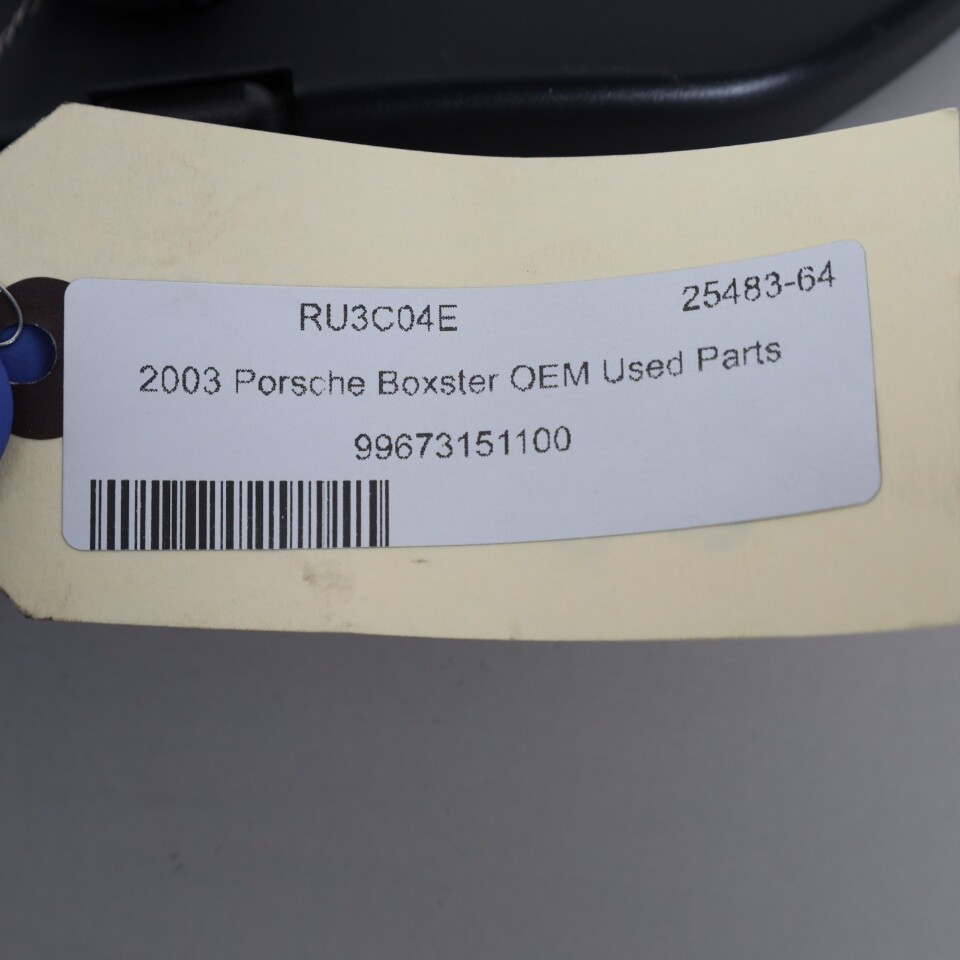 RU3C04E 25483-64
2003 Porsche Boxster OEM Used Parts
99673151100